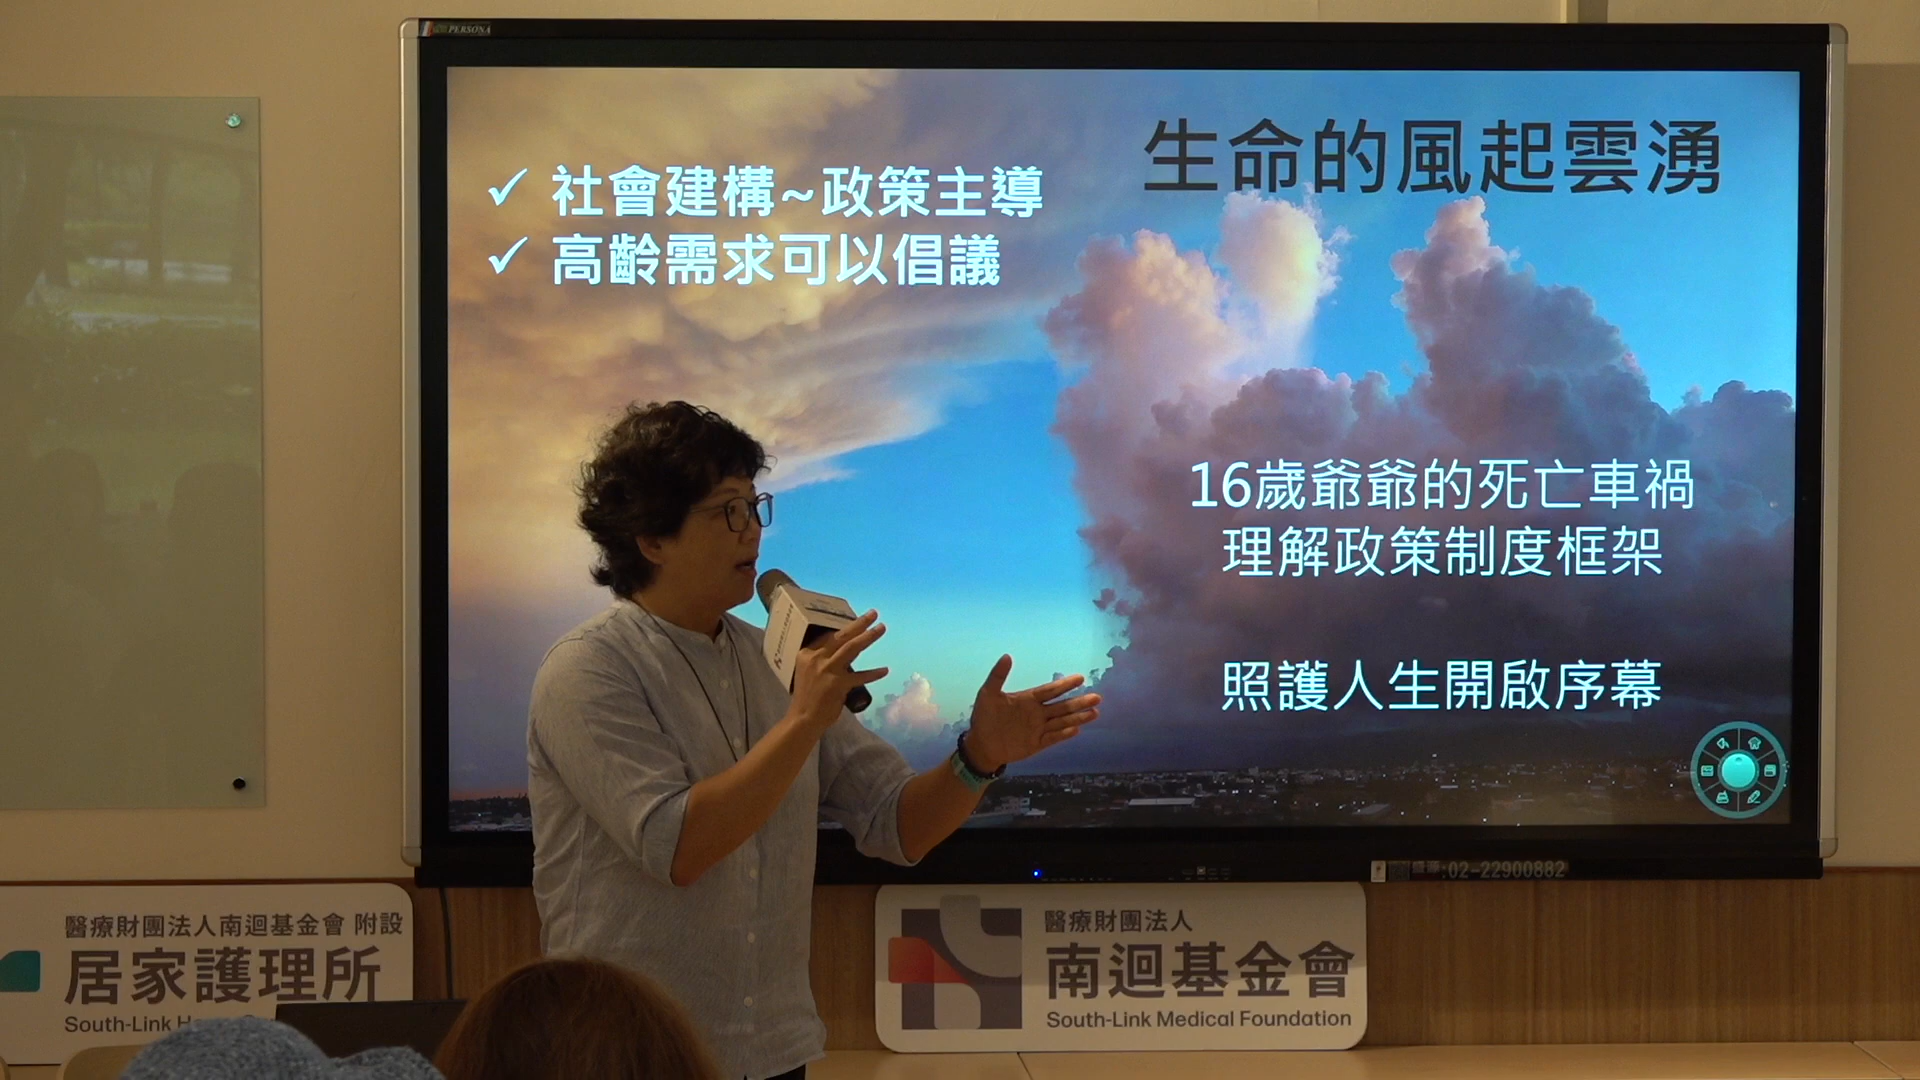 PERSONA
生命的風起雲湧
✓ 社會建構~政策主導
✓ 高齡需求可以倡議
16歲爺爺的死亡車禍
理解政策制度框架
照護人生開啟序幕
:02-22900882
醫療財團法人南迴基金會 附設
居家護理所
South-Link
醫療財團法人
南迴基金會
South-Link Medical Foundation